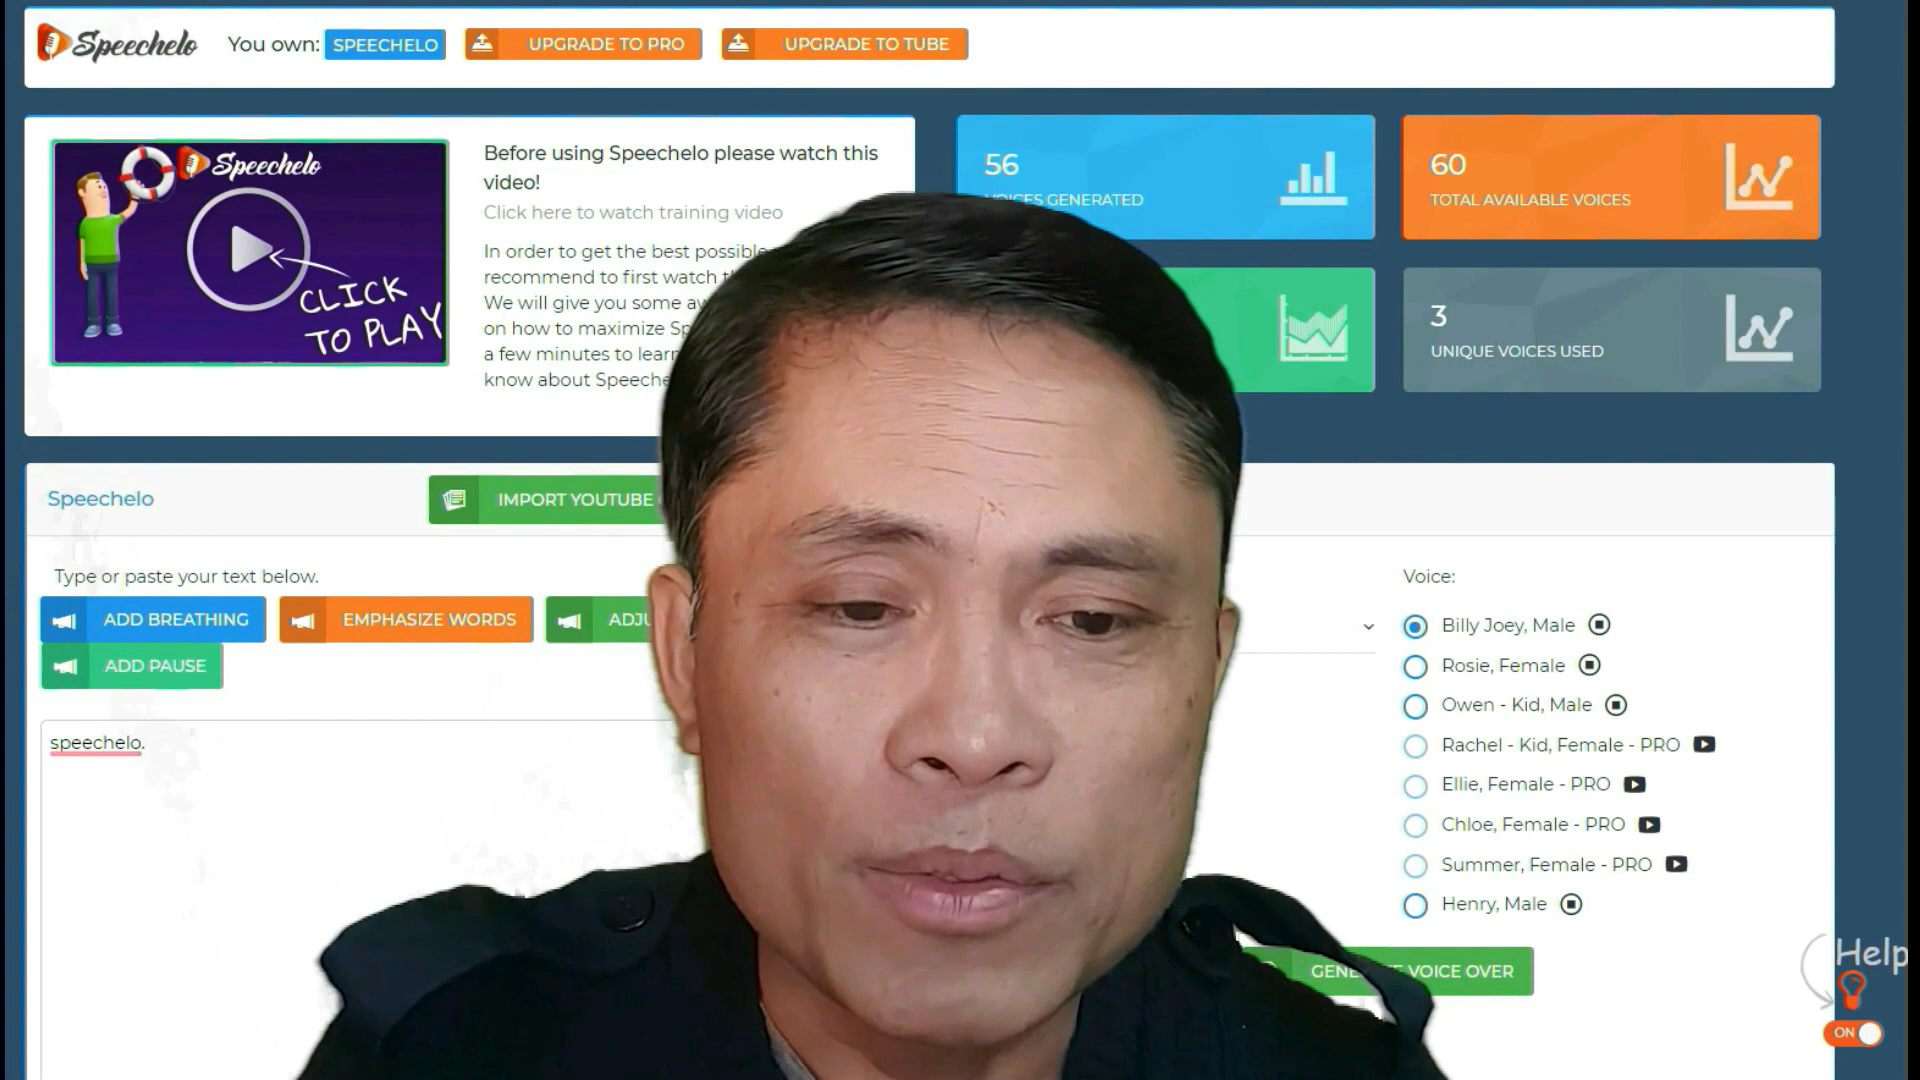 Speechelo You own: SPEECHELO UPGRADE TO PRO UPGRADE TO TUBE
Speechelo
CLICK
TO PLAY
Before using Speechelo please watch this
video!
Click here to watch training video
In order to get the best possible
recommend to first watch
We will give you some
on how to maximize
a few minutes to learn
know about
56
VOICES GENERATED
60
TOTAL AVAILABLE VOICES
3
UNIQUE VOICES USED
Speechelo
IMPORT YOUTUBE
Type or paste your text below.
ADD BREATHING EMPHASIZE WORDS
ADD PAUSE
speechelo.
Voice:
Billy Joey, Male
Rosie, Female
Owen - Kid, Male
Rachel - Kid, Female - PRO
Ellie, Female - PRO
Chloe, Female - PRO
Summer, Female - PRO
Henry, Male
VOICE OVER
Help
ON